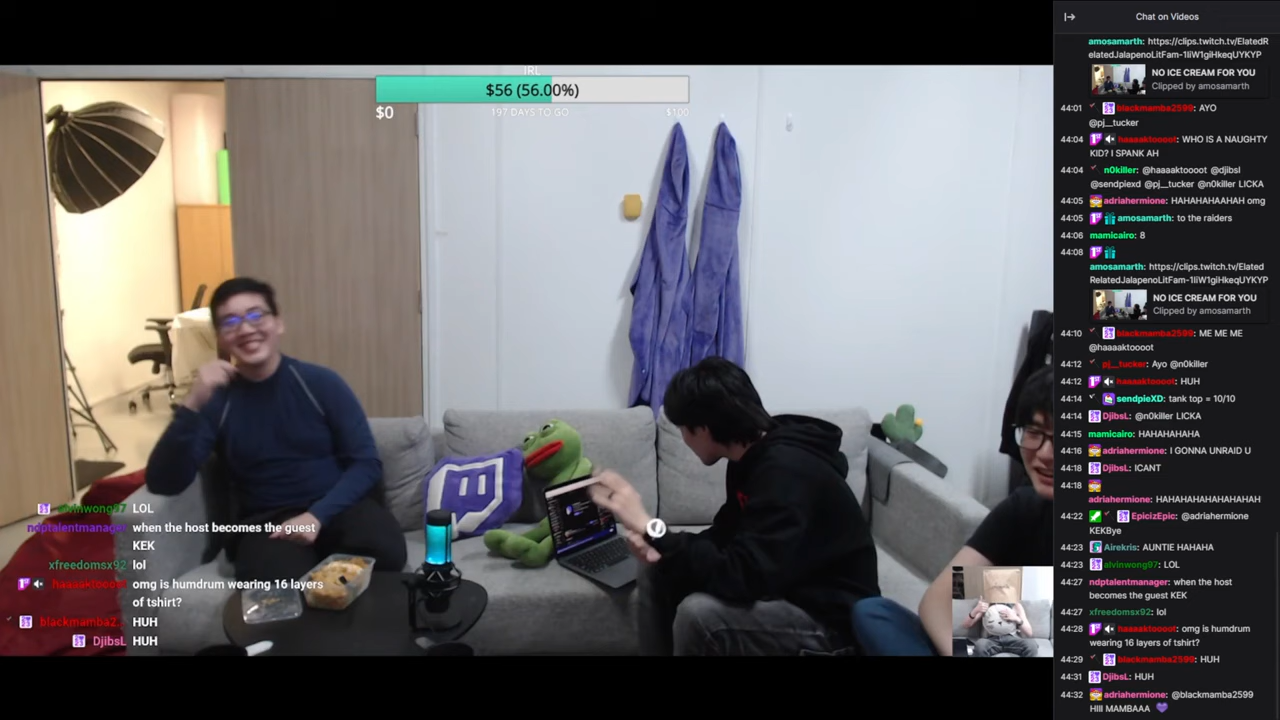 IRL
$56 (56.00%)
$0
197 DAYS TO GO
$100
alvinwong97 LOL
ndptalentmanager when the host becomes the guest
KEK
xfreedomsx92 lol
haaaaktoooot omg is humdrum wearing 16 layers
of tshirt?
blackmamba2... HUH
DjibsL HUH
Chat on Videos
amosamarth: https://clips.twitch.tv/ElatedR
elatedJalapenoLitFam-1IiW1giHkeqUYKYP
NO ICE CREAM FOR YOU
Clipped by amosamarth
44:01 blackmamba2599: AYO
@pj__tucker
44:04 haaaaktoooot: WHO IS A NAUGHTY
KID? I SPANK AH
44:04 n0killer: @haaaaktoooot @djibsl
@sendpiexd @pj__tucker @n0killer LICKA
44:05 adriahermione: HAHAHAHAAHAH omg
44:05 amosamarth: to the raiders
44:06 mamicairo: 8
44:08
amosamarth: https://clips.twitch.tv/Elated
RelatedJalapenoLitFam-1IiW1giHkeqUYKYP
NO ICE CREAM FOR YOU
Clipped by amosamarth
44:10 blackmamba2599: ME ME ME
@haaaaktoooot
44:12 pj__tucker: Ayo @n0killer
44:12 haaaaktoooot: HUH
44:14 sendpieXD: tank top = 10/10
44:14 DjibsL: @n0killer LICKA
44:15 mamicairo: HAHAHAHAHA
44:16 adriahermione: I GONNA UNRAID U
44:18 DjibsL: ICANT
44:18
adriahermione: HAHAHAHAHAHAHAHAH
44:22 EpicizEpic: @adriahermione
KEKBye
44:23 Airekris: AUNTIE HAHAHA
44:23 alvinwong97: LOL
44:27 ndptalentmanager: when the host
becomes the guest KEK
44:27 xfreedomsx92: lol
44:28 haaaaktoooot: omg is humdrum
wearing 16 layers of tshirt?
44:29 blackmamba2599: HUH
44:31 DjibsL: HUH
44:32 adriahermione: @blackmamba2599
HIII MAMBAAA